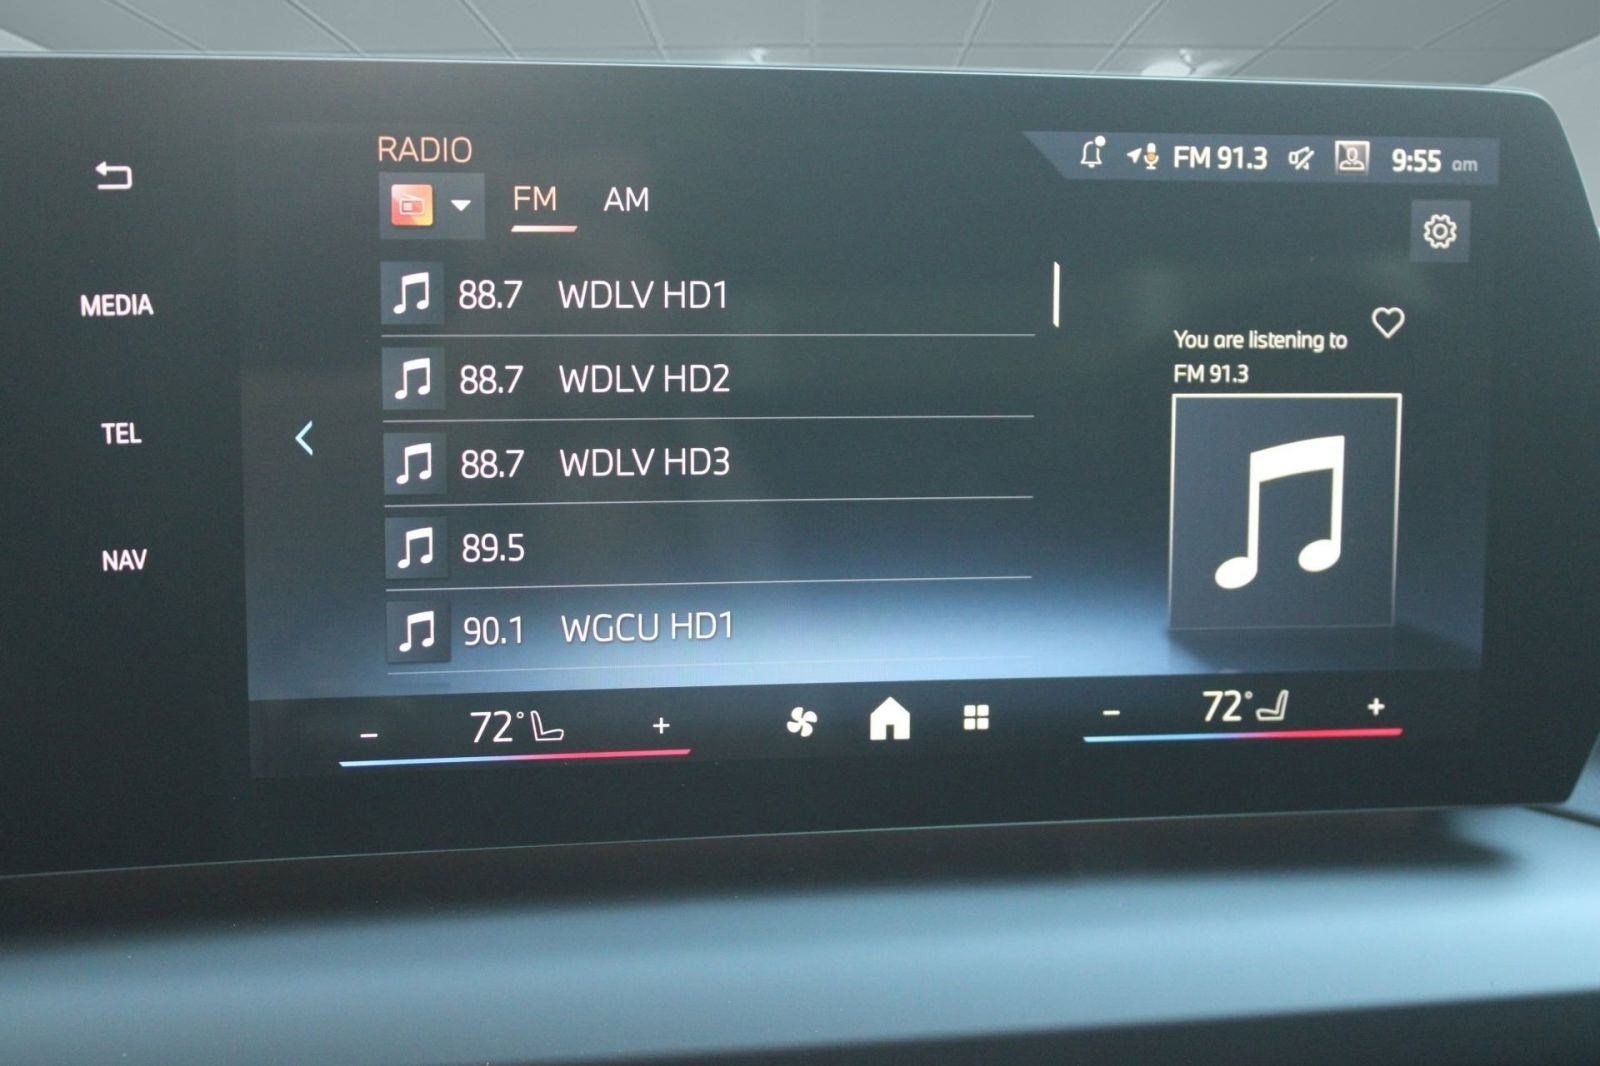 RADIO
FM AM
FM 91.3 9:55 am
MEDIA
TEL
NAV
88.7 WDLV HD1
88.7 WDLV HD2
88.7 WDLV HD3
89.5
90.1 WGCU HD1
You are listening to
FM 91.3
− 72° +
− 72° +